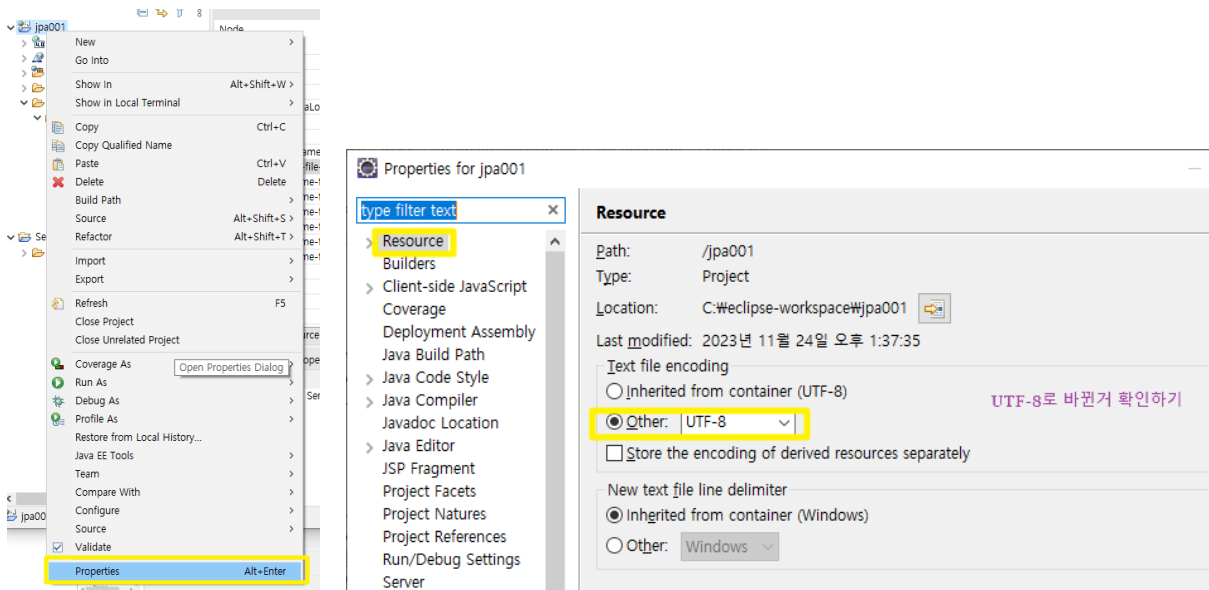 jpa001
Node
New
Go Into
Show In Alt+Shift+W >
Show in Local Terminal
Copy Ctrl+C
Copy Qualified Name
Paste Ctrl+V
Delete Delete
Build Path
Source Alt+Shift+S >
Refactor Alt+Shift+T >
Import
Export
Refresh F5
Close Project
Close Unrelated Project
Coverage As
Open Properties Dialog
Run As
Debug As
Profile As
Restore from Local History...
Java EE Tools
Team
Compare With
Configure
Source
Validate
Properties Alt+Enter
Se
jpa00
Properties for jpa001
type filter text
Resource
Builders
Client-side JavaScript
Coverage
Deployment Assembly
Java Build Path
Java Code Style
Java Compiler
Javadoc Location
Java Editor
JSP Fragment
Project Facets
Project Natures
Project References
Run/Debug Settings
Server
Resource
Path: /jpa001
Type: Project
Location: C:₩eclipse-workspace₩jpa001
Last modified: 2023년 11월 24일 오후 1:37:35
Text file encoding
Inherited from container (UTF-8)
Other: UTF-8
UTF-8로 바뀐거 확인하기
Store the encoding of derived resources separately
New text file line delimiter
Inherited from container (Windows)
Other: Windows